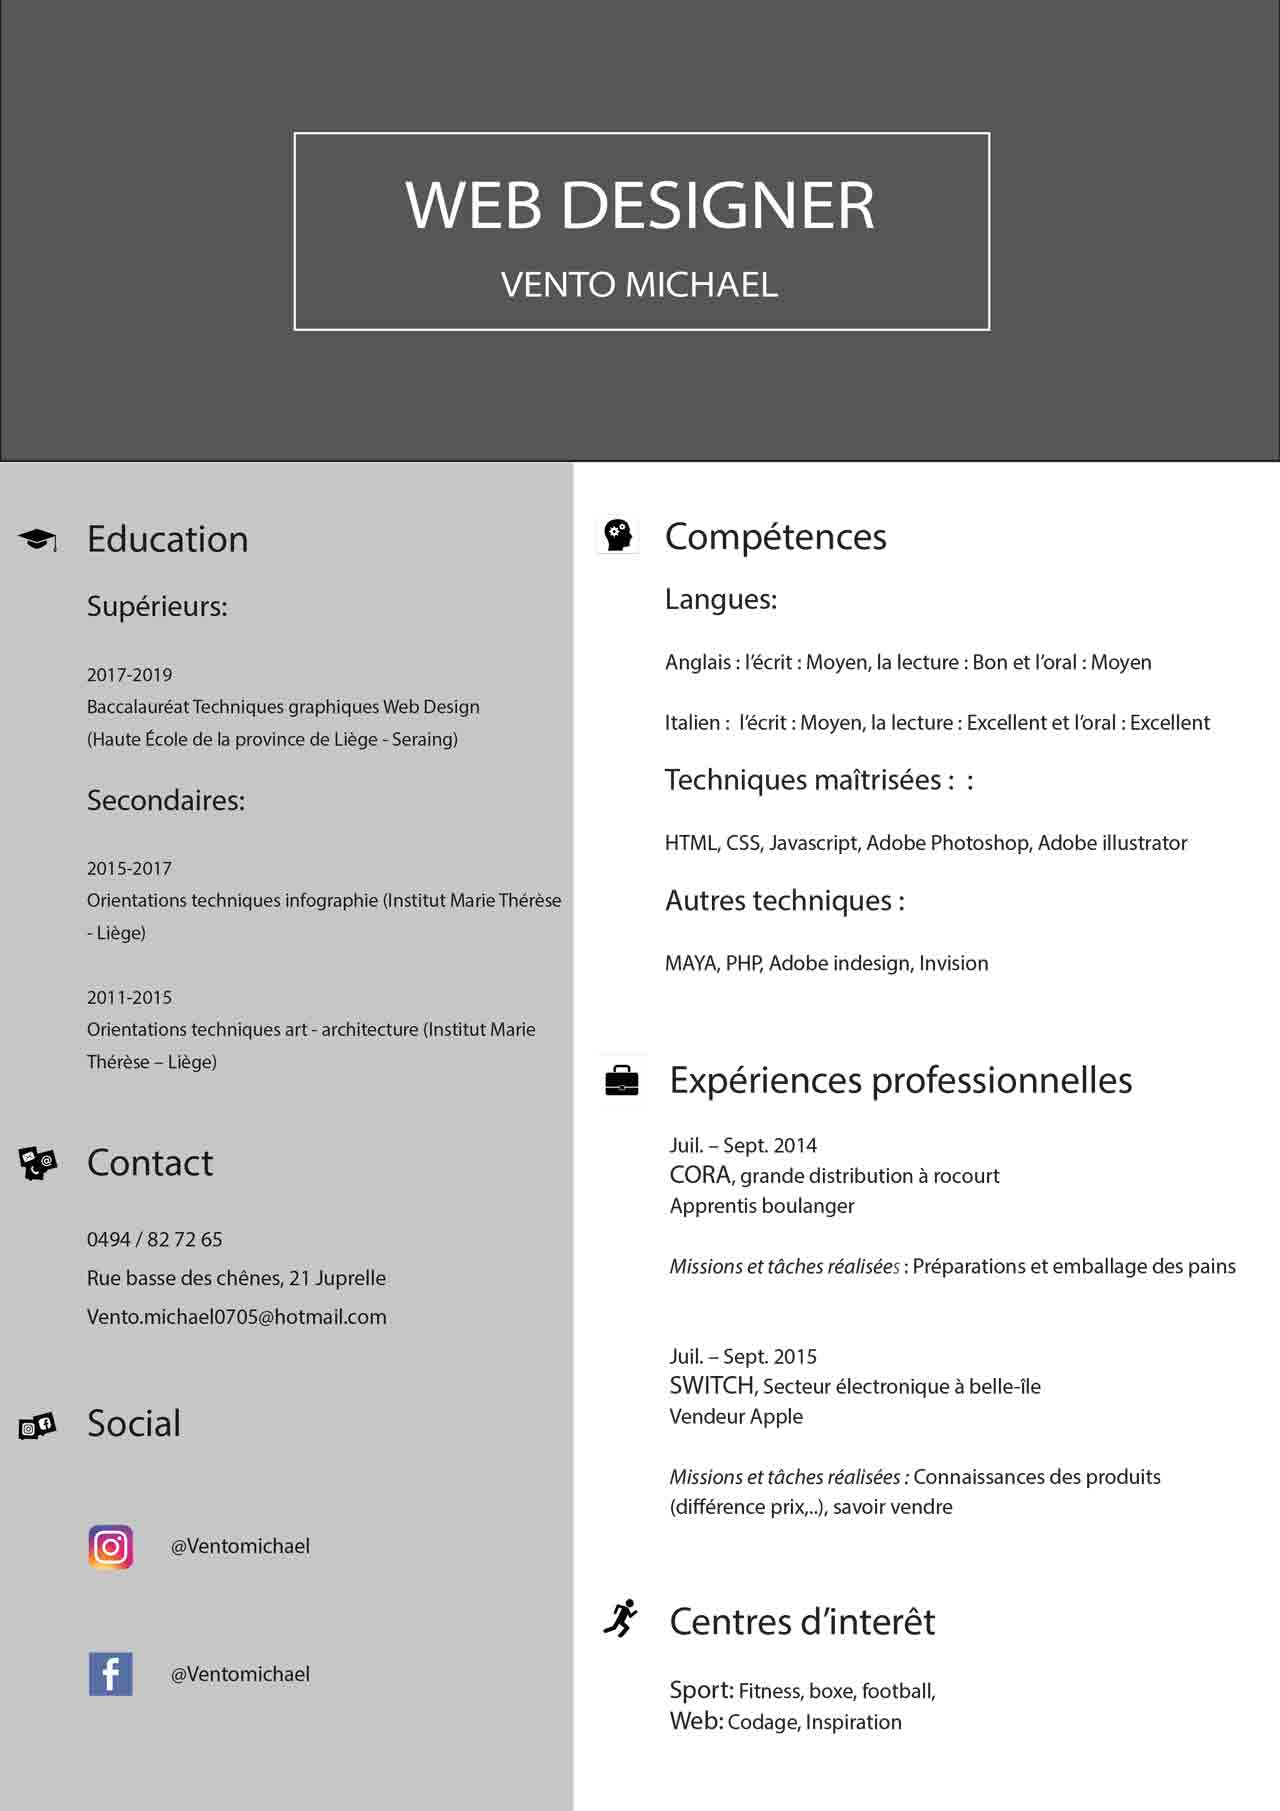 WEB DESIGNER
VENTO MICHAEL
Education
Supérieurs:
2017-2019
Baccalauréat Techniques graphiques Web Design
(Haute École de la province de Liège - Seraing)
Secondaires:
2015-2017
Orientations techniques infographie (Institut Marie Thérèse
- Liège)
2011-2015
Orientations techniques art - architecture (Institut Marie
Thérèse – Liège)
Contact
0494 / 82 72 65
Rue basse des chênes, 21 Juprelle
Vento.michael0705@hotmail.com
Social
@Ventomichael
@Ventomichael
Compétences
Langues:
Anglais : l’écrit : Moyen, la lecture : Bon et l’oral : Moyen
Italien :  l’écrit : Moyen, la lecture : Excellent et l’oral : Excellent
Techniques maîtrisées :  :
HTML, CSS, Javascript, Adobe Photoshop, Adobe illustrator
Autres techniques :
MAYA, PHP, Adobe indesign, Invision
Expériences professionnelles
Juil. – Sept. 2014
CORA, grande distribution à rocourt
Apprentis boulanger
Missions et tâches réalisées : Préparations et emballage des pains
Juil. – Sept. 2015
SWITCH, Secteur électronique à belle-île
Vendeur Apple
Missions et tâches réalisées : Connaissances des produits
(différence prix,..), savoir vendre
Centres d’interêt
Sport: Fitness, boxe, football,
Web: Codage, Inspiration